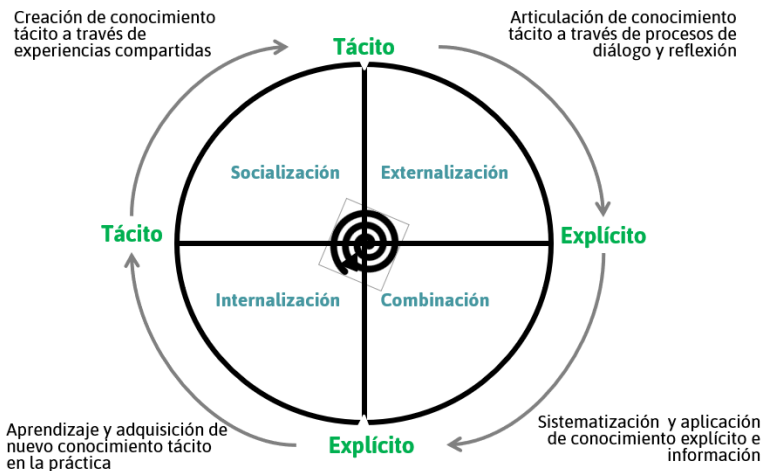 Creación de conocimiento
tácito a través de
experiencias compartidas
Articulación de conocimiento
tácito a través de procesos de
diálogo y reflexión
Tácito
Socialización
Externalización
Tácito
Explícito
Internalización
Combinación
Aprendizaje y adquisición de
nuevo conocimiento tácito
en la práctica
Explícito
Sistematización y aplicación
de conocimiento explícito e
información